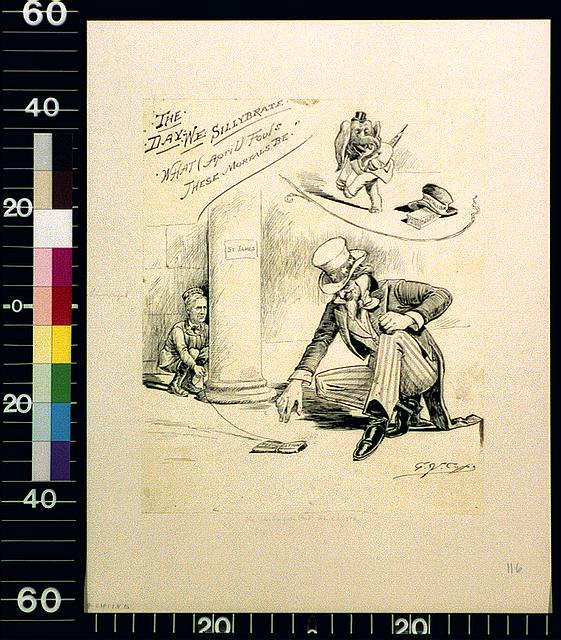 60
40
20
0
20
40
60
THE
DAY WE SILLYBRATE.
"WHAT (APRIL) FOOLS
THESE MORTALS BE."
ST. JAMES
116
20
20